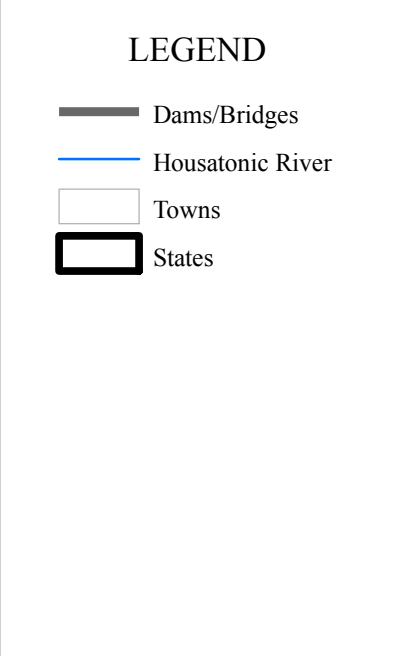 LEGEND
Dams/Bridges
Housatonic River
Towns
States